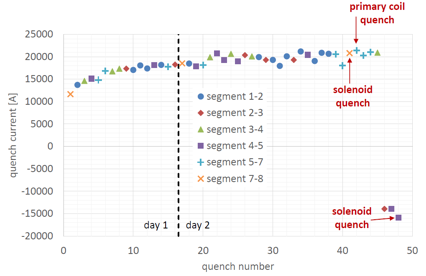 primary coil
quench
25000
20000
15000
10000
5000
0
-5000
-10000
-15000
-20000
quench current [A]
solenoid
quench
segment 1-2
segment 2-3
segment 3-4
segment 4-5
segment 5-7
segment 7-8
solenoid
quench
day 1
day 2
0
10
20
30
40
50
quench number